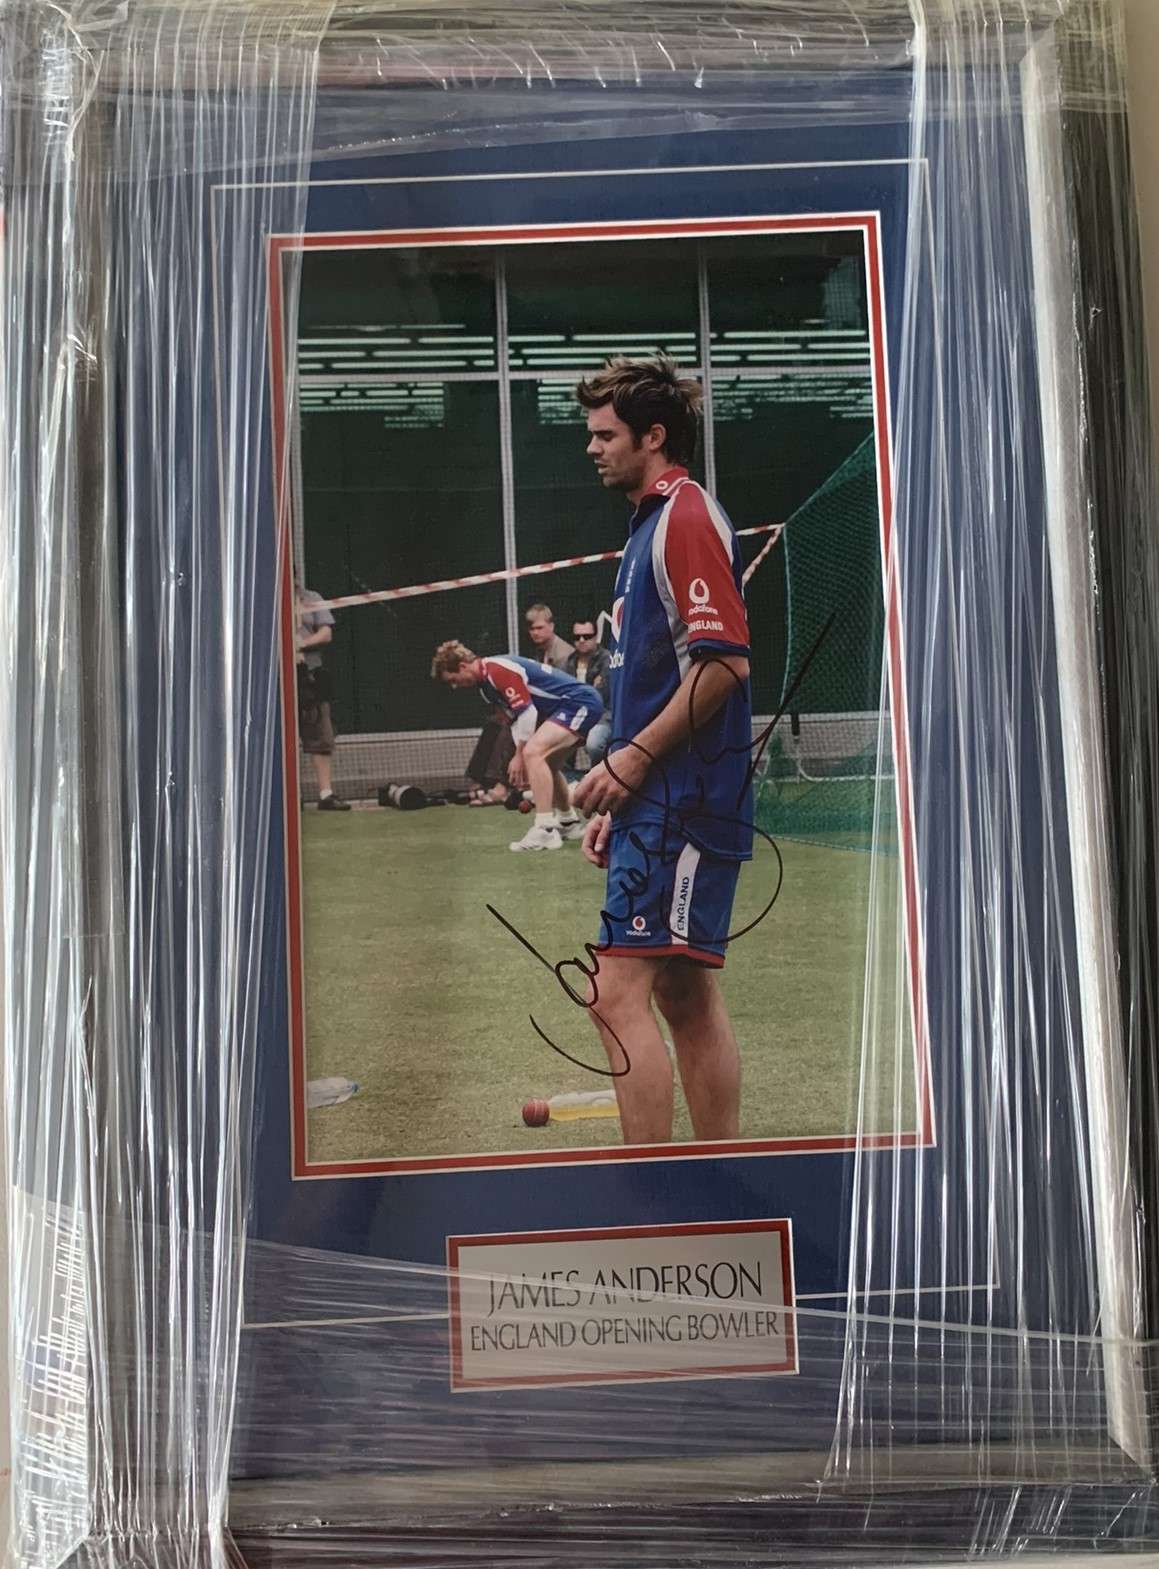 vodafone
ENGLAND
ENGLAND
vodafone
JAMES ANDERSON
ENGLAND OPENING BOWLER